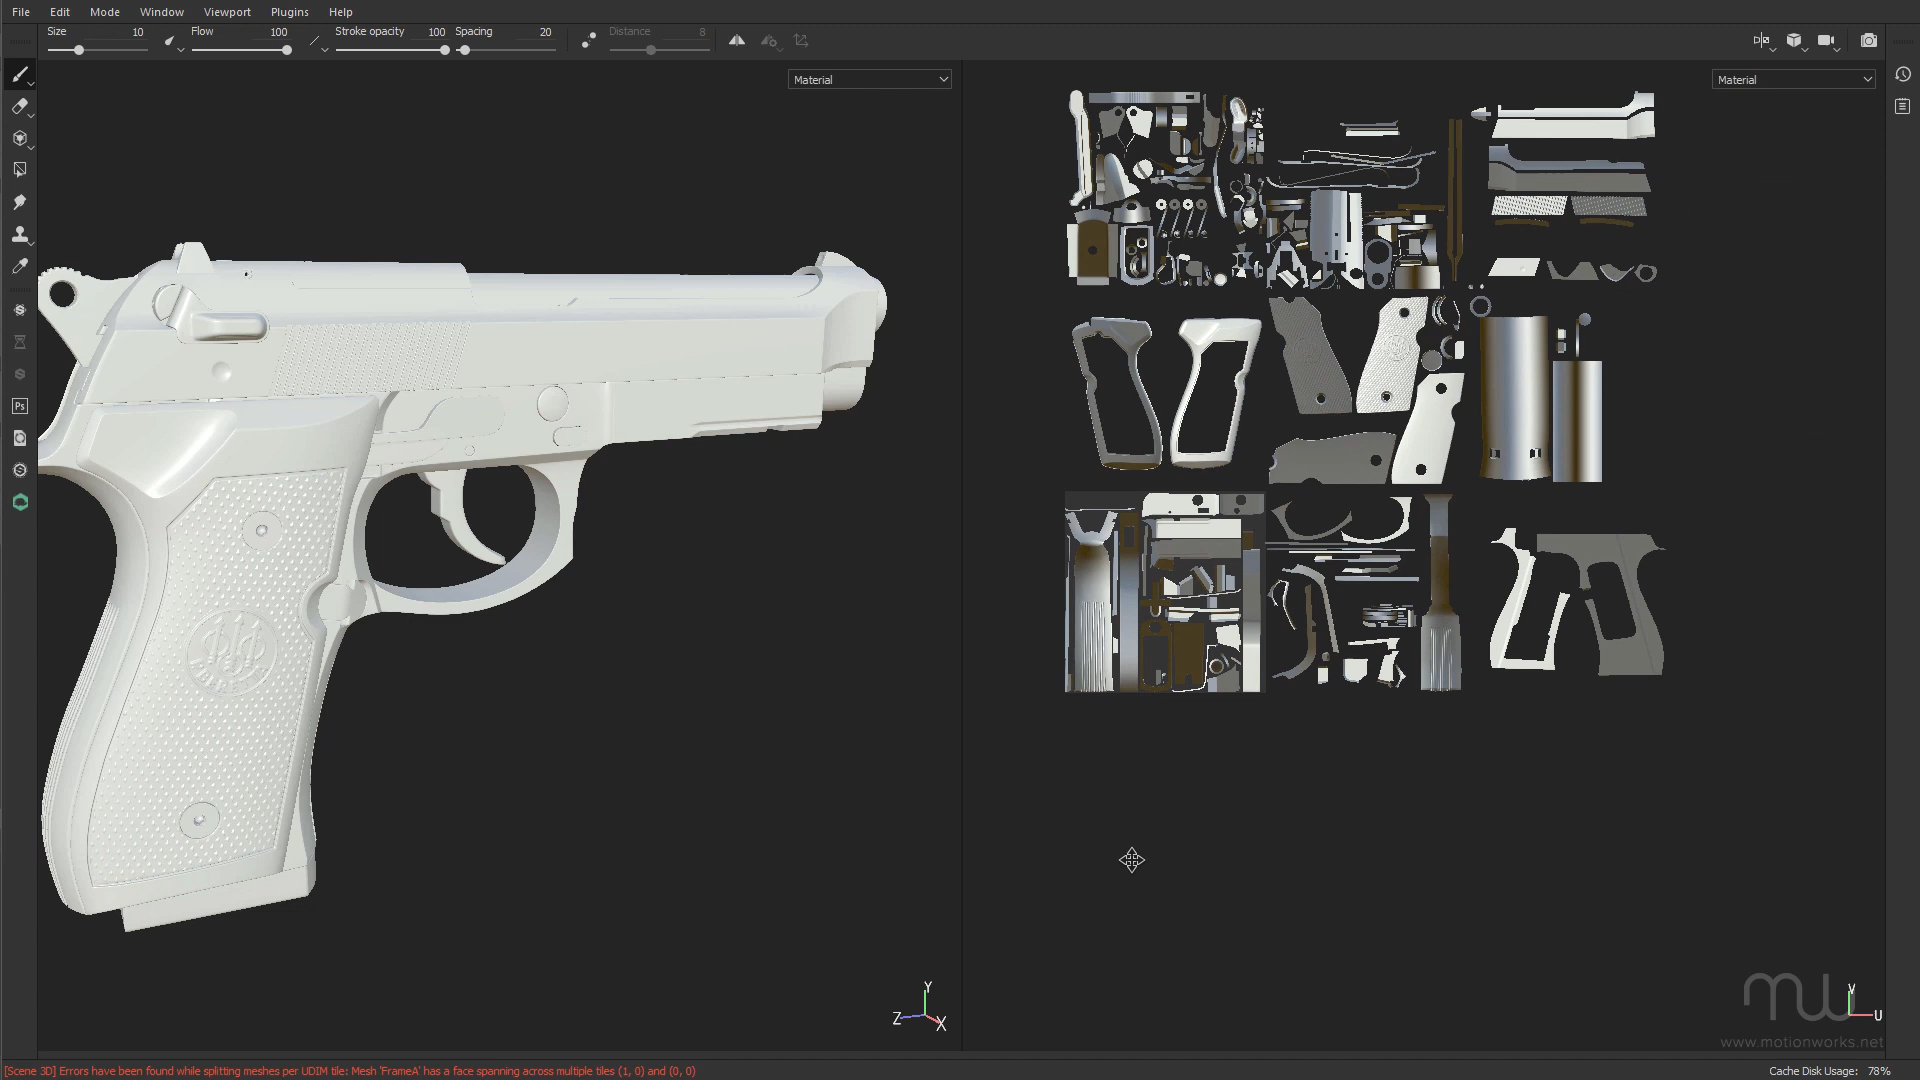 File Edit Mode Window Viewport Plugins Help
Size 10 Flow 100 Stroke opacity 100 Spacing 20 Distance 8
Material
Material
Ps
Y
Z X
mw
V
U
www.motionworks.net
[Scene 3D] Errors have been found while splitting meshes per UDIM tile: Mesh 'FrameA' has a face spanning across multiple tiles (1, 0) and (0, 0)
Cache Disk Usage: 78%